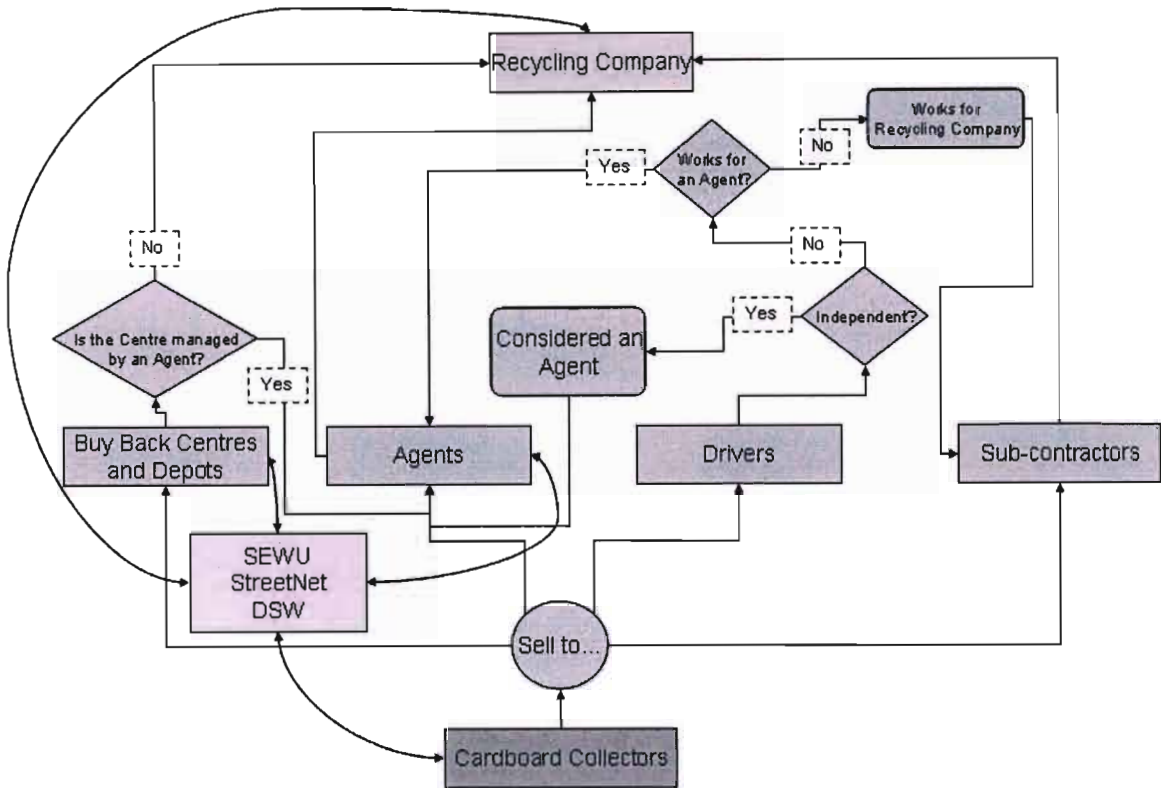 Recycling Company
Works for
Recycling Company
No
Works for
an Agent?
Yes
No
No
Independent?
Yes
Considered an
Agent
Is the Centre managed
by an Agent?
Yes
Buy Back Centres
and Depots
Agents
Drivers
Sub-contractors
SEWU
StreetNet
DSW
Sell to...
Cardboard Collectors